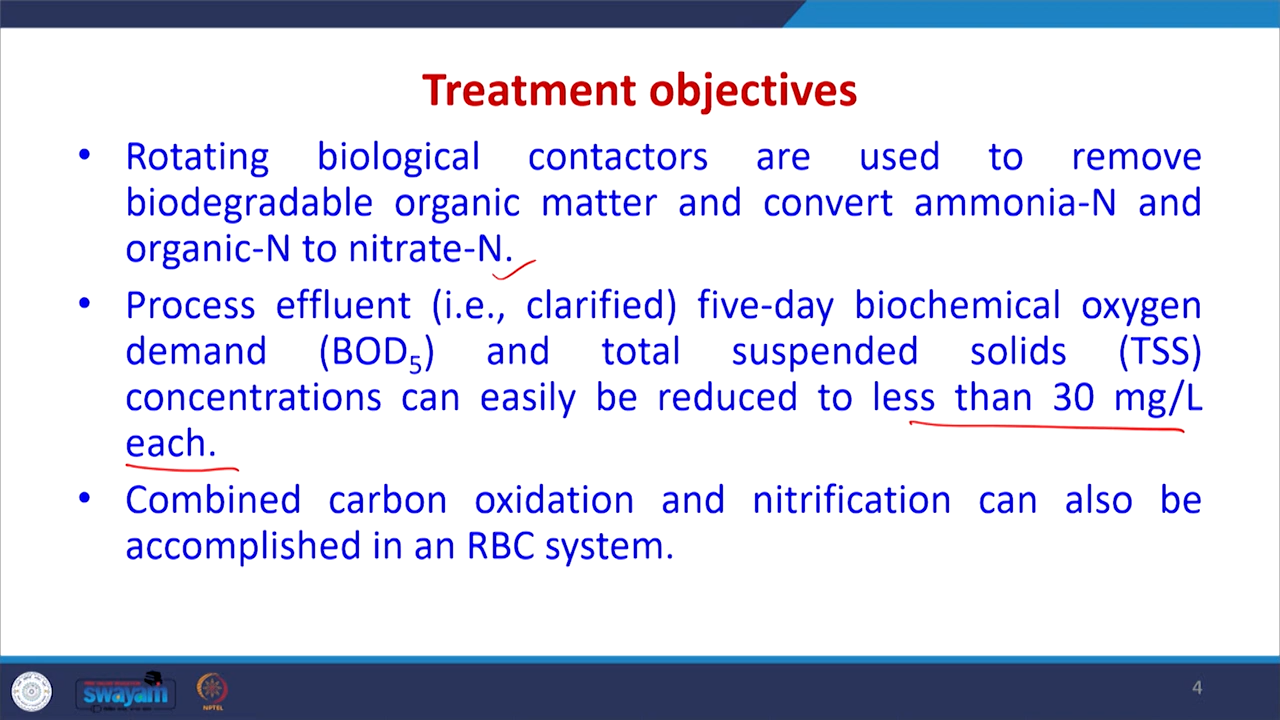 Treatment objectives
• Rotating biological contactors are used to remove
biodegradable organic matter and convert ammonia-N and
organic-N to nitrate-N.
• Process effluent (i.e., clarified) five-day biochemical oxygen
demand (BOD5) and total suspended solids (TSS)
concentrations can easily be reduced to less than 30 mg/L
each.
• Combined carbon oxidation and nitrification can also be
accomplished in an RBC system.
swayam
NPTEL
4